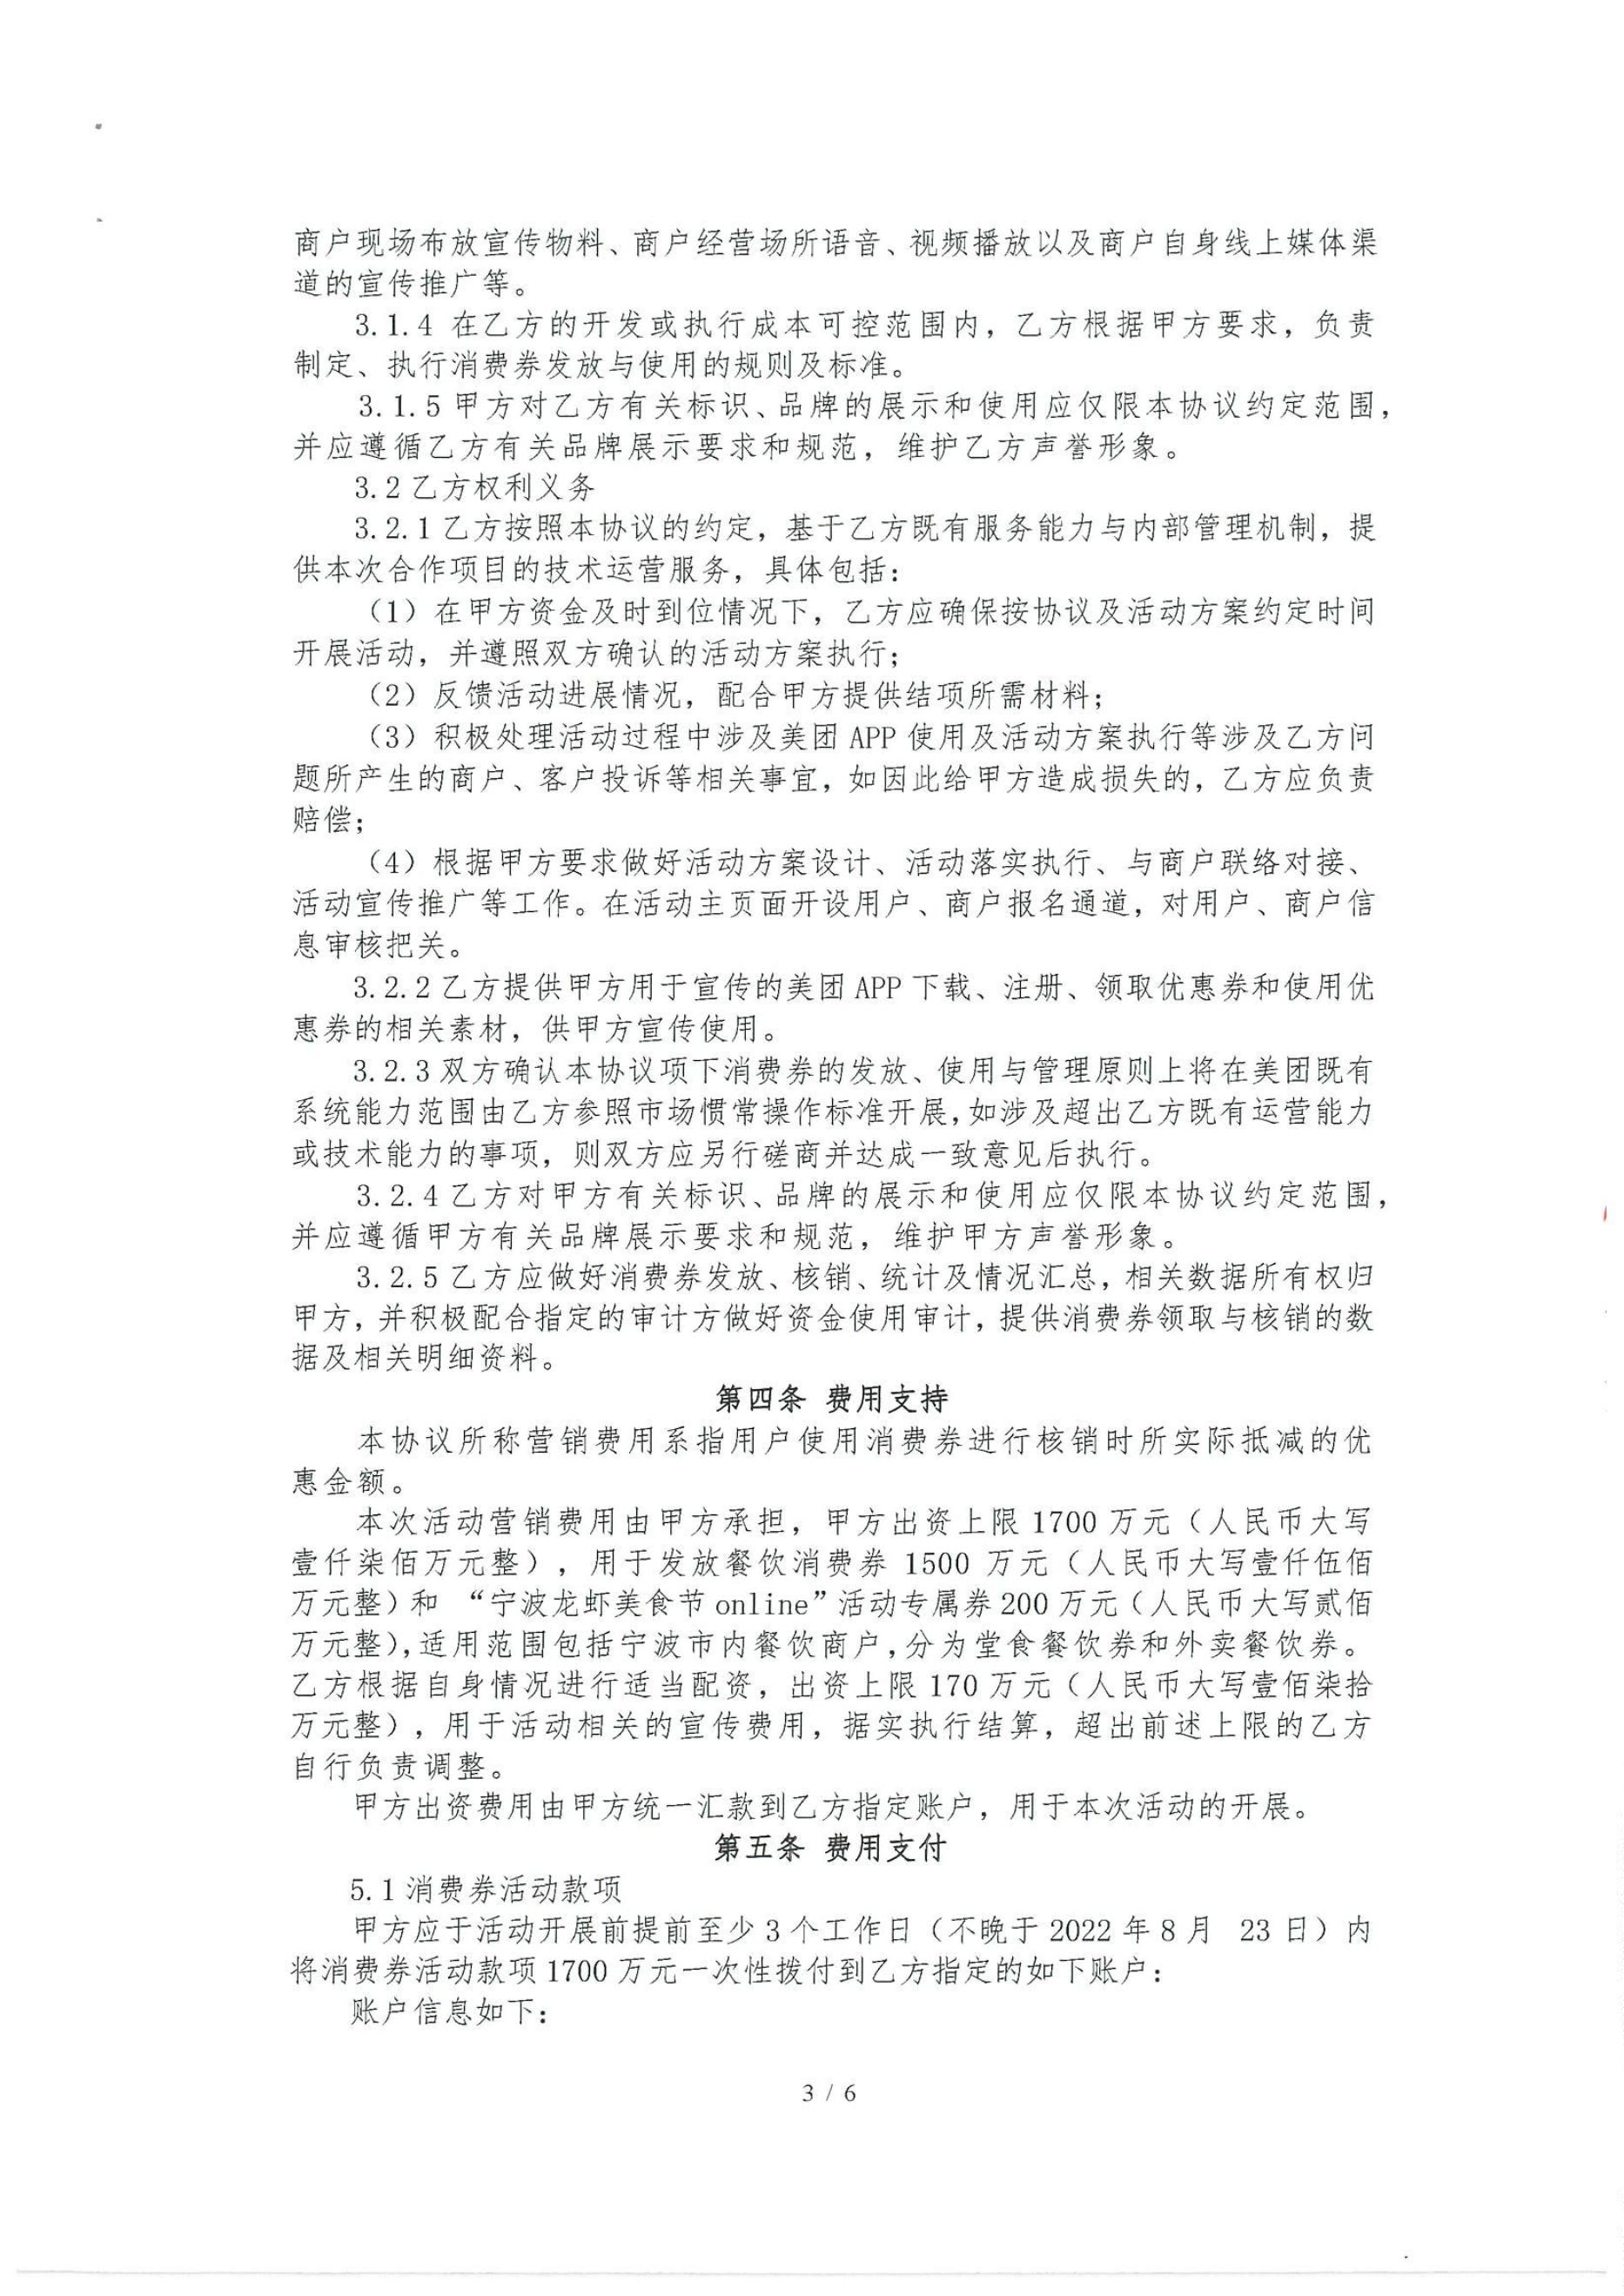 商户现场布放宣传物料、商户经营场所语音、视频播放以及商户自身线上媒体渠
道的宣传推广等。
3.1.4 在乙方的开发或执行成本可控范围内，乙方根据甲方要求，负责
制定、执行消费券发放与使用的规则及标准。
3.1.5 甲方对乙方有关标识、品牌的展示和使用应仅限本协议约定范围，
并应遵循乙方有关品牌展示要求和规范，维护乙方声誉形象。
3.2 乙方权利义务
3.2.1 乙方按照本协议的约定，基于乙方既有服务能力与内部管理机制，提
供本次合作项目的技术运营服务，具体包括：
（1）在甲方资金及时到位情况下，乙方应确保按协议及活动方案约定时间
开展活动，并遵照双方确认的活动方案执行；
（2）反馈活动进展情况，配合甲方提供结项所需材料；
（3）积极处理活动过程中涉及美团 APP 使用及活动方案执行等涉及乙方问
题所产生的商户、客户投诉等相关事宜，如因此给甲方造成损失的，乙方应负责
赔偿；
（4）根据甲方要求做好活动方案设计、活动落实执行、与商户联络对接、
活动宣传推广等工作。在活动主页面开设用户、商户报名通道，对用户、商户信
息审核把关。
3.2.2 乙方提供甲方用于宣传的美团 APP 下载、注册、领取优惠券和使用优
惠券的相关素材，供甲方宣传使用。
3.2.3 双方确认本协议项下消费券的发放、使用与管理原则上将在美团既有
系统能力范围由乙方参照市场惯常操作标准开展，如涉及超出乙方既有运营能力
或技术能力的事项，则双方应另行磋商并达成一致意见后执行。
3.2.4 乙方对甲方有关标识、品牌的展示和使用应仅限本协议约定范围，
并应遵循甲方有关品牌展示要求和规范，维护甲方声誉形象。
3.2.5 乙方应做好消费券发放、核销、统计及情况汇总，相关数据所有权归
甲方，并积极配合指定的审计方做好资金使用审计，提供消费券领取与核销的数
据及相关明细资料。
第四条 费用支持
本协议所称营销费用系指用户使用消费券进行核销时所实际抵减的优
惠金额。
本次活动营销费用由甲方承担，甲方出资上限 1700 万元（人民币大写
壹仟柒佰万元整），用于发放餐饮消费券 1500 万元（人民币大写壹仟伍佰
万元整）和 “宁波龙虾美食节 online”活动专属券 200 万元（人民币大写贰佰
万元整），适用范围包括宁波市内餐饮商户，分为堂食餐饮券和外卖餐饮券。
乙方根据自身情况进行适当配资，出资上限 170 万元（人民币大写壹佰柒拾
万元整），用于活动相关的宣传费用，据实执行结算，超出前述上限的乙方
自行负责调整。
甲方出资费用由甲方统一汇款到乙方指定账户，用于本次活动的开展。
第五条 费用支付
5.1 消费券活动款项
甲方应于活动开展前提前至少 3 个工作日（不晚于 2022 年 8 月 23 日）内
将消费券活动款项 1700 万元一次性拨付到乙方指定的如下账户：
账户信息如下：
3 / 6